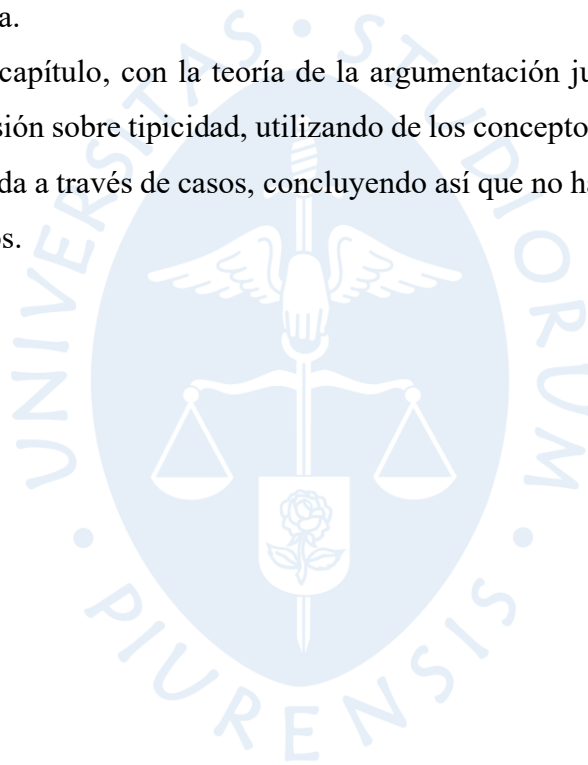 a.
capítulo, con la teoría de la argumentación ju
sión sobre tipicidad, utilizando de los concepto
da a través de casos, concluyendo así que no ha
os.
UNIVERSITAS • STUDIORUM • PIURENSIS